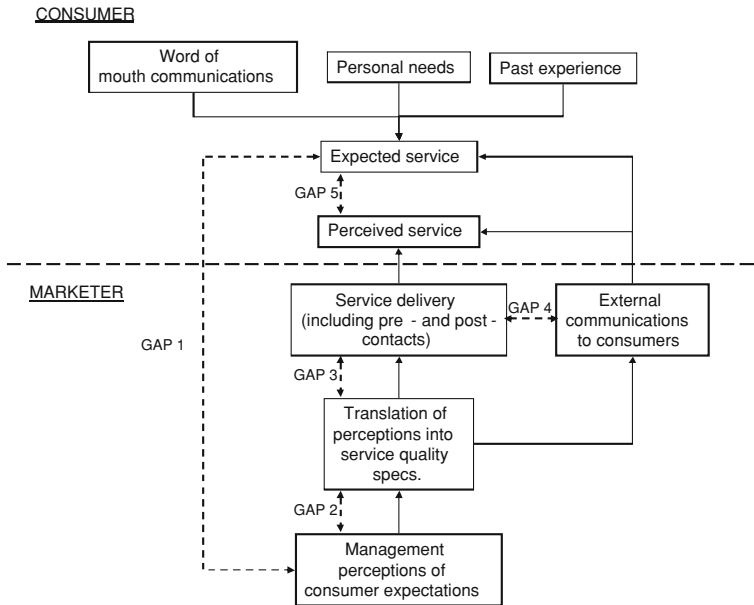 CONSUMER
Word of
mouth communications
Personal needs
Past experience
Expected service
GAP 5
Perceived service
MARKETER
Service delivery
(including pre - and post -
contacts)
GAP 4
External
communications
to consumers
GAP 1
GAP 3
Translation of
perceptions into
service quality
specs.
GAP 2
Management
perceptions of
consumer expectations